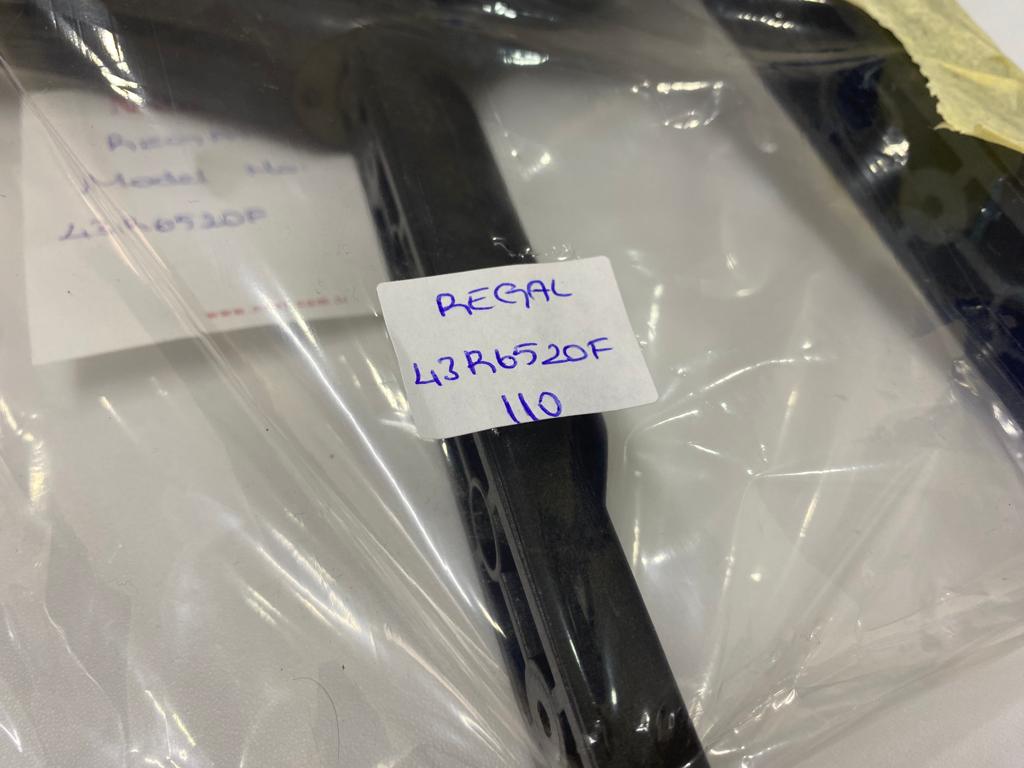 Model No:
43R6520F
REGAL
43R6520F
110